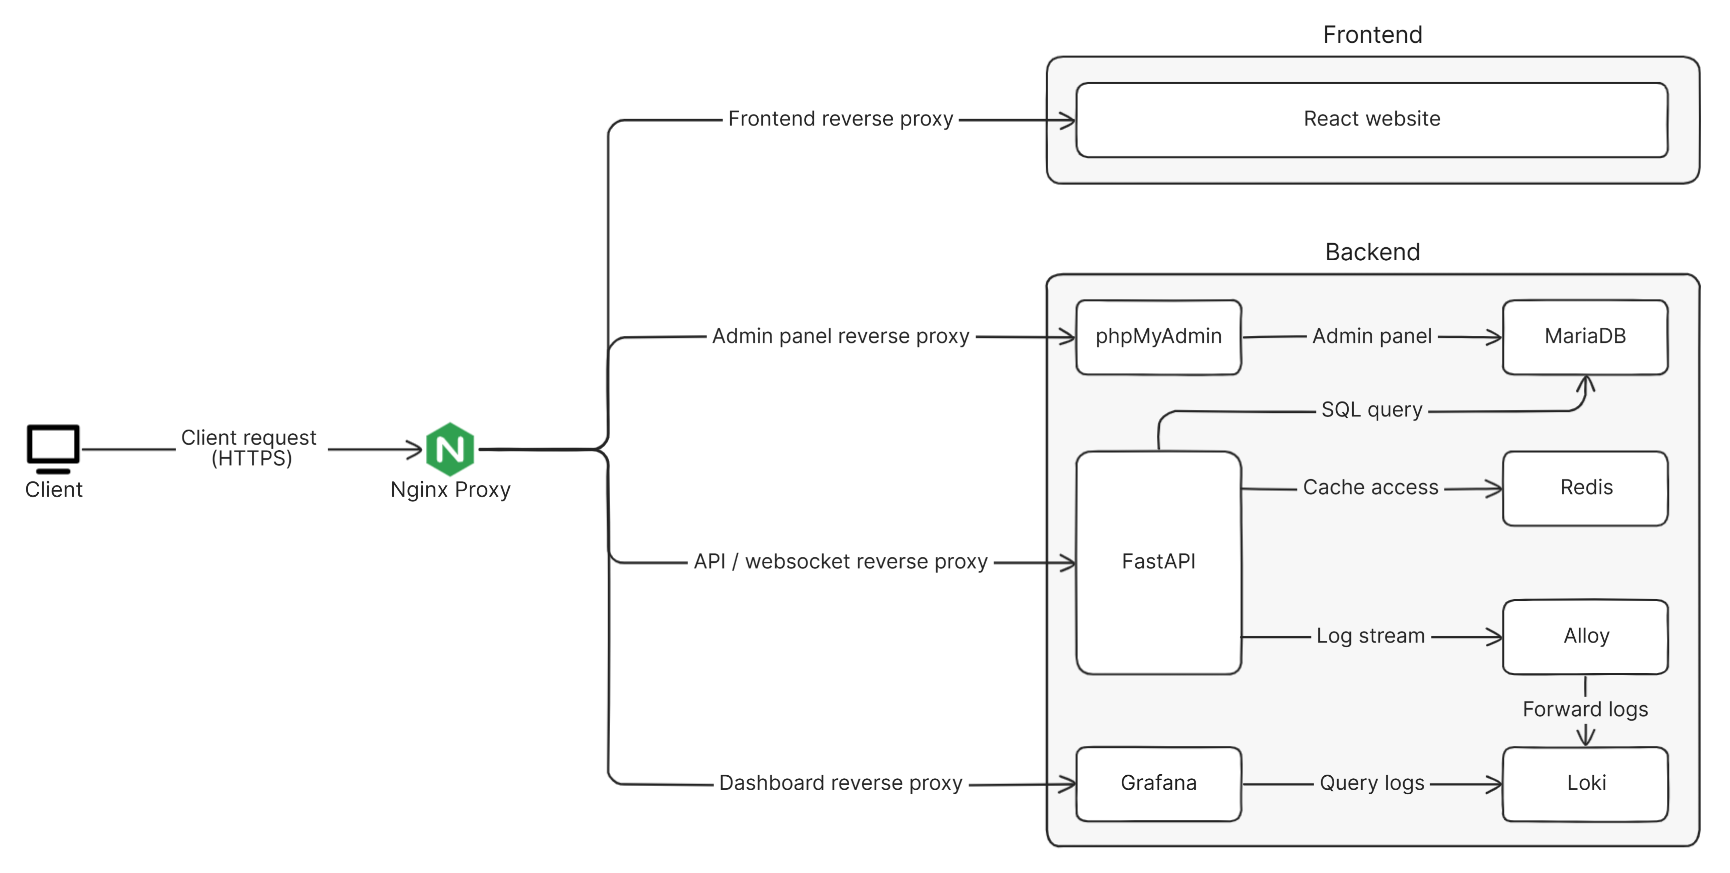 Frontend
Frontend reverse proxy
React website
Backend
Admin panel reverse proxy
phpMyAdmin
Admin panel
MariaDB
SQL query
Client request
(HTTPS)
N
Client
Nginx Proxy
Cache access
Redis
API / websocket reverse proxy
FastAPI
Log stream
Alloy
Forward logs
Dashboard reverse proxy
Grafana
Query logs
Loki